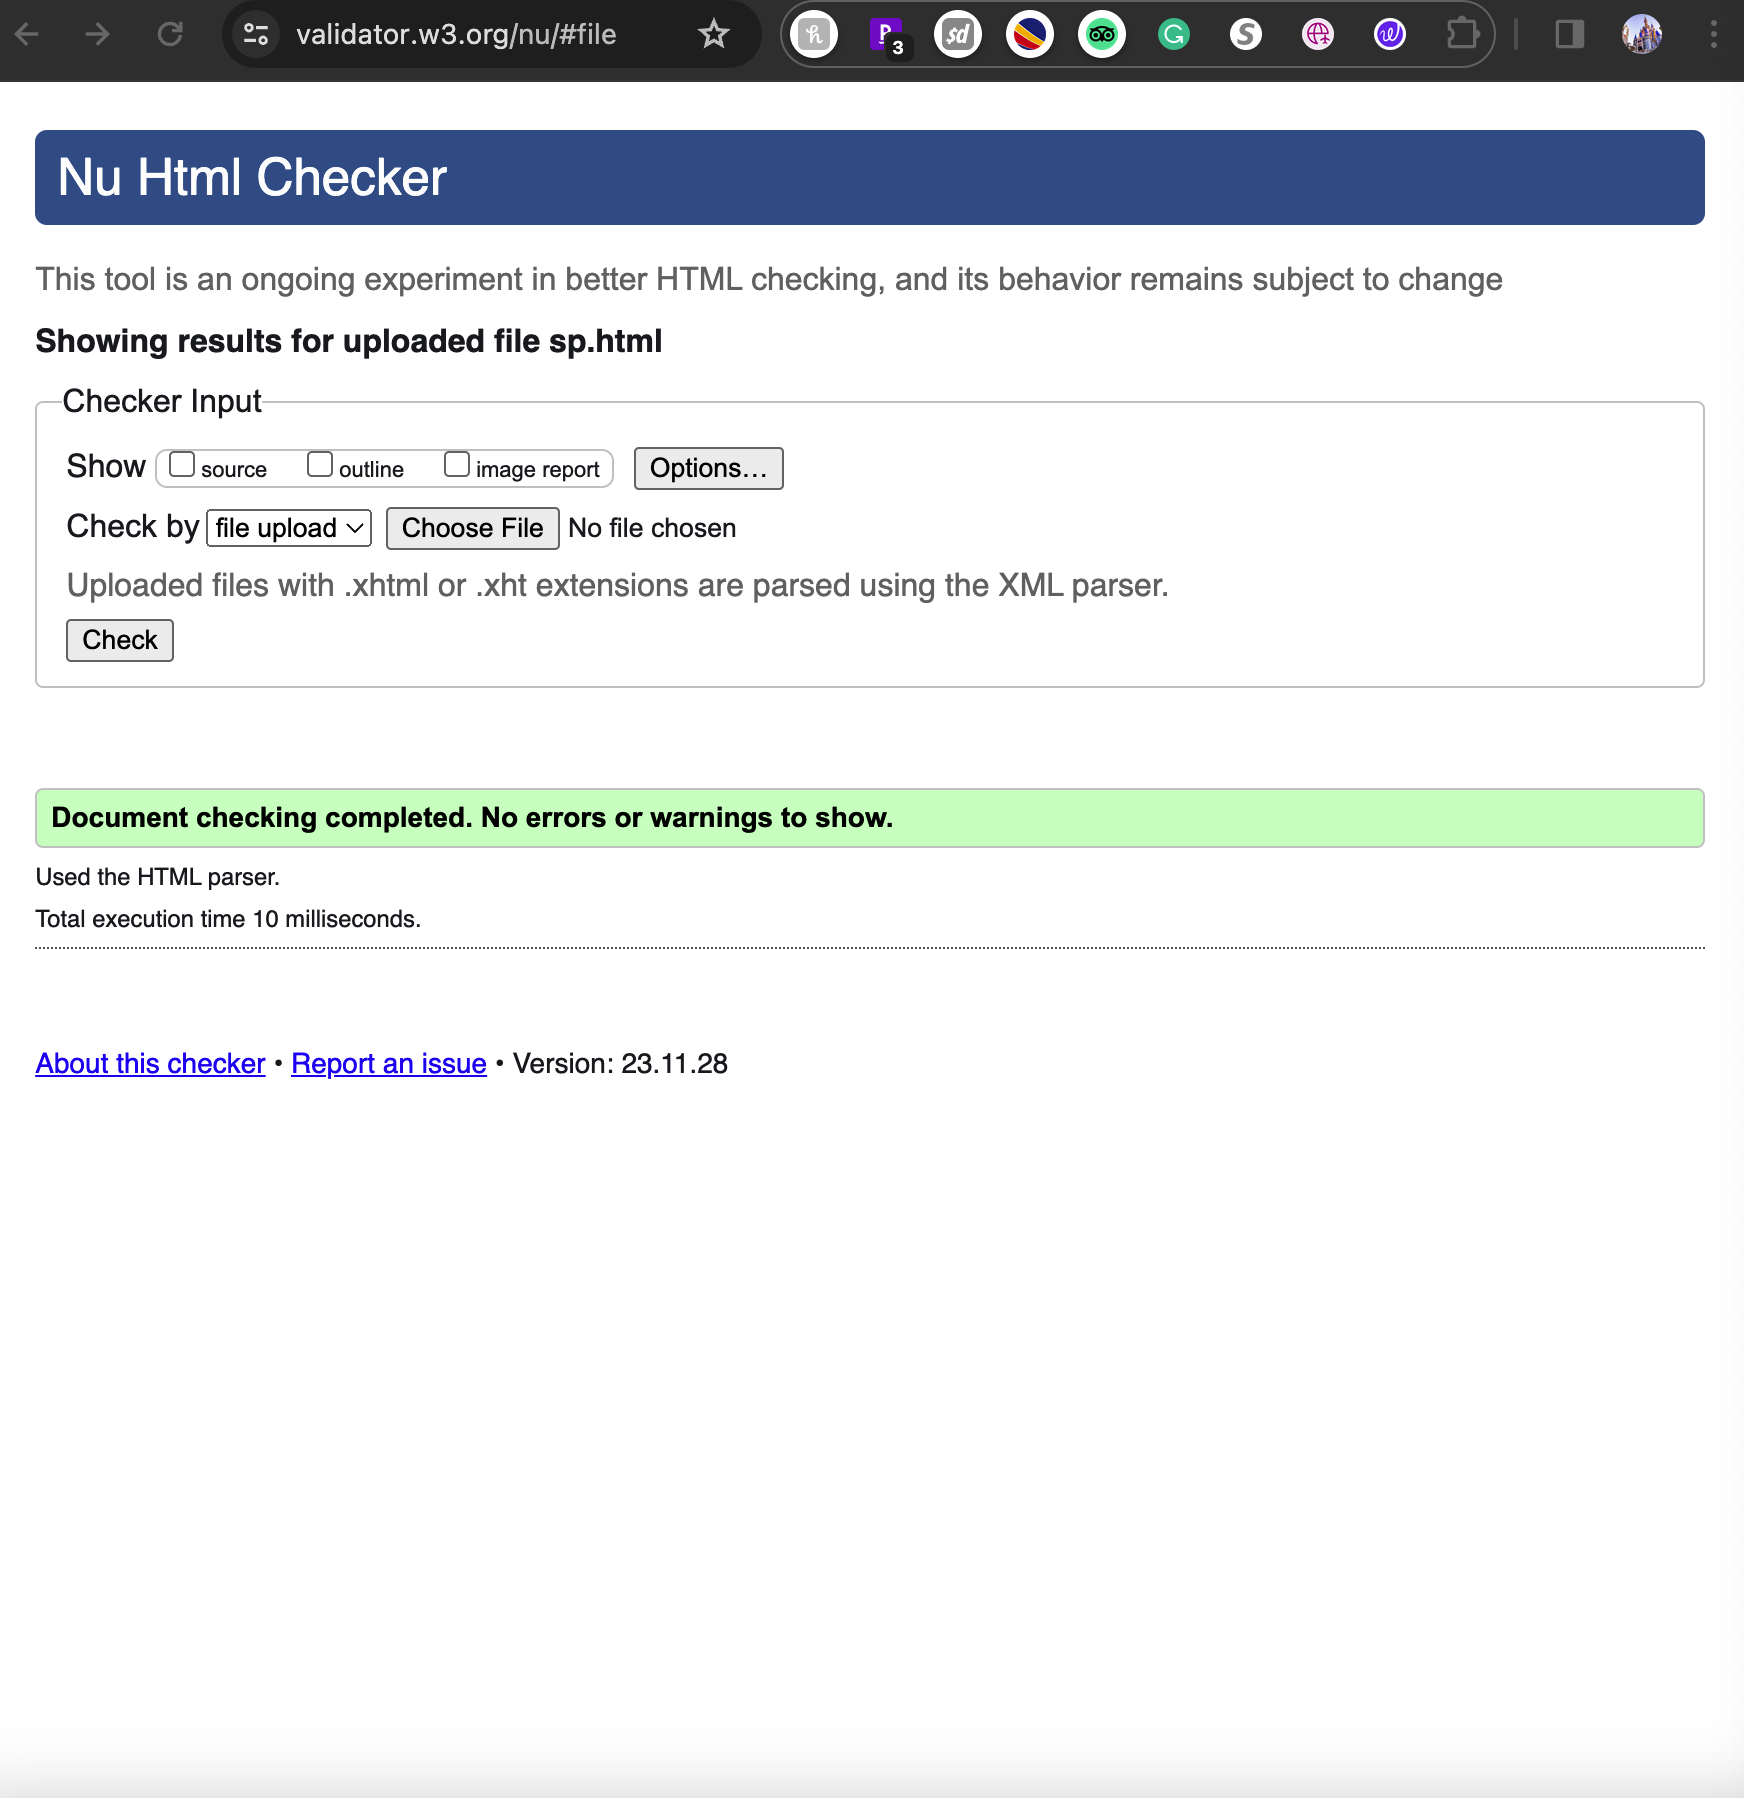 validator.w3.org/nu/#file
3
Nu Html Checker
This tool is an ongoing experiment in better HTML checking, and its behavior remains subject to change
Showing results for uploaded file sp.html
Checker Input
Show source outline image report Options...
Check by file upload Choose File No file chosen
Uploaded files with .xhtml or .xht extensions are parsed using the XML parser.
Check
Document checking completed. No errors or warnings to show.
Used the HTML parser.
Total execution time 10 milliseconds.
About this checker • Report an issue • Version: 23.11.28